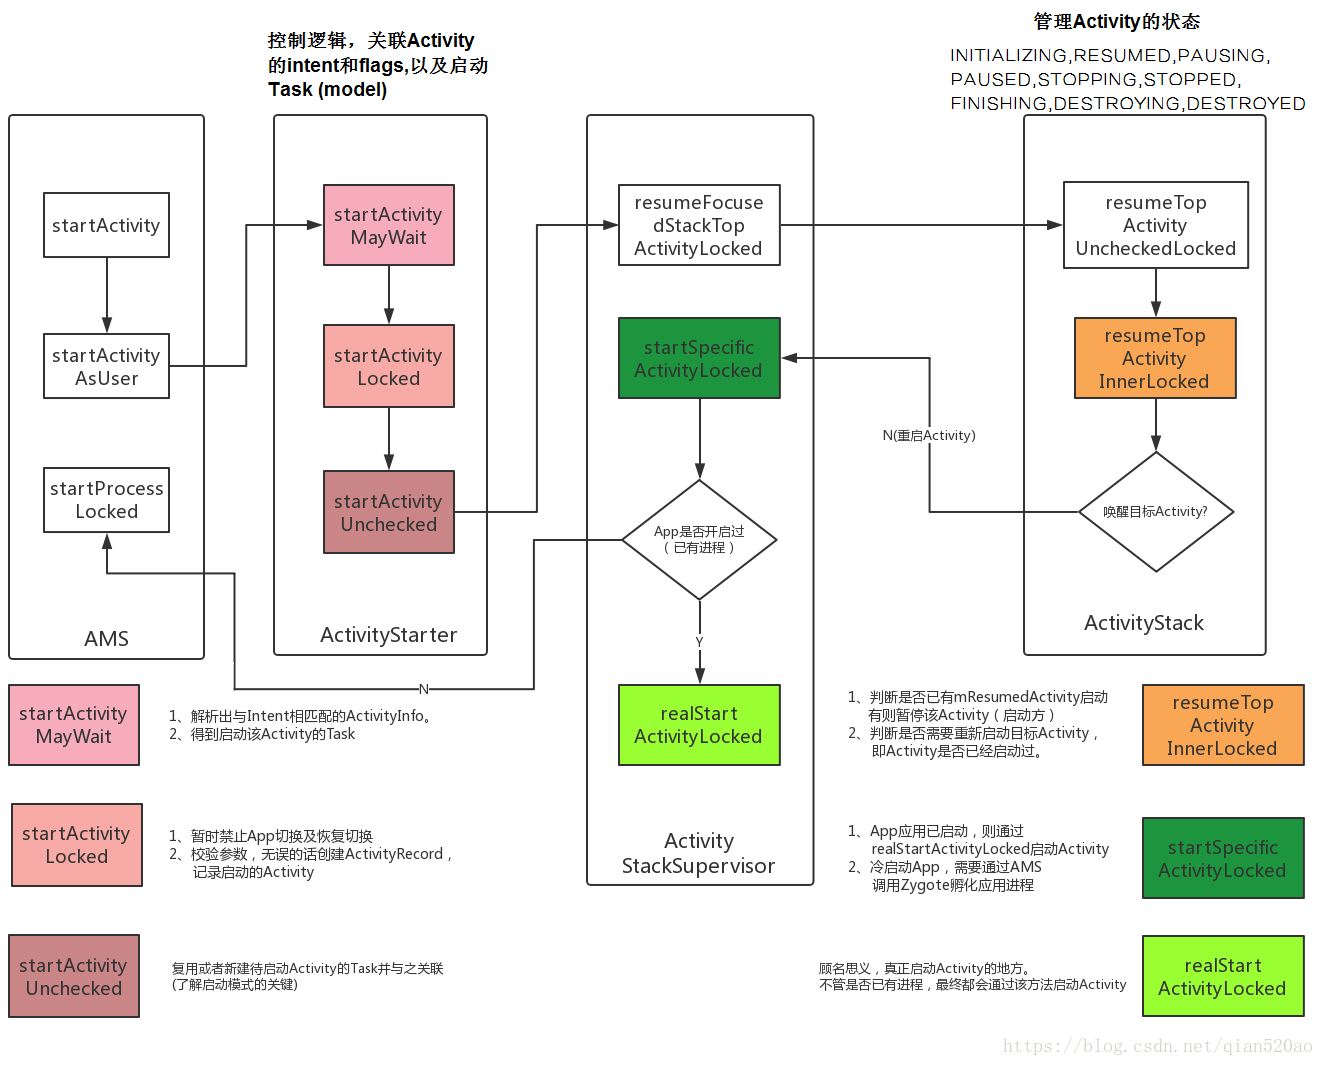 控制逻辑，关联Activity
的intent和flags,以及启动
Task (model)
管理Activity的状态
INITIALIZING,RESUMED,PAUSING,
PAUSED,STOPPING,STOPPED,
FINISHING,DESTROYING,DESTROYED
startActivity
startActivity
AsUser
startProcess
Locked
AMS
startActivity
MayWait
startActivity
Locked
startActivity
Unchecked
ActivityStarter
resumeFocuse
dStackTop
ActivityLocked
startSpecific
ActivityLocked
App是否开启过
（已有进程）
Y
N
realStart
ActivityLocked
Activity
StackSupervisor
resumeTop
Activity
UncheckedLocked
resumeTop
Activity
InnerLocked
N(重启Activity)
唤醒目标Activity?
ActivityStack
startActivity
MayWait
1、解析出与Intent相匹配的ActivityInfo。
2、得到启动该Activity的Task
startActivity
Locked
1、暂时禁止App切换及恢复切换
2、校验参数，无误的话创建ActivityRecord，
记录启动的Activity
startActivity
Unchecked
复用或者新建待启动Activity的Task并与之关联
(了解启动模式的关键)
1、判断是否已有mResumedActivity启动
有则暂停该Activity（启动方）
2、判断是否需要重新启动目标Activity，
即Activity是否已经启动过。
resumeTop
Activity
InnerLocked
1、App应用已启动，则通过
realStartActivityLocked启动Activity
2、冷启动App，需要通过AMS
调用Zygote孵化应用进程
startSpecific
ActivityLocked
顾名思义，真正启动Activity的地方。
不管是否已有进程，最终都会通过该方法启动Activity
realStart
ActivityLocked
https://blog.csdn.net/qian520ao